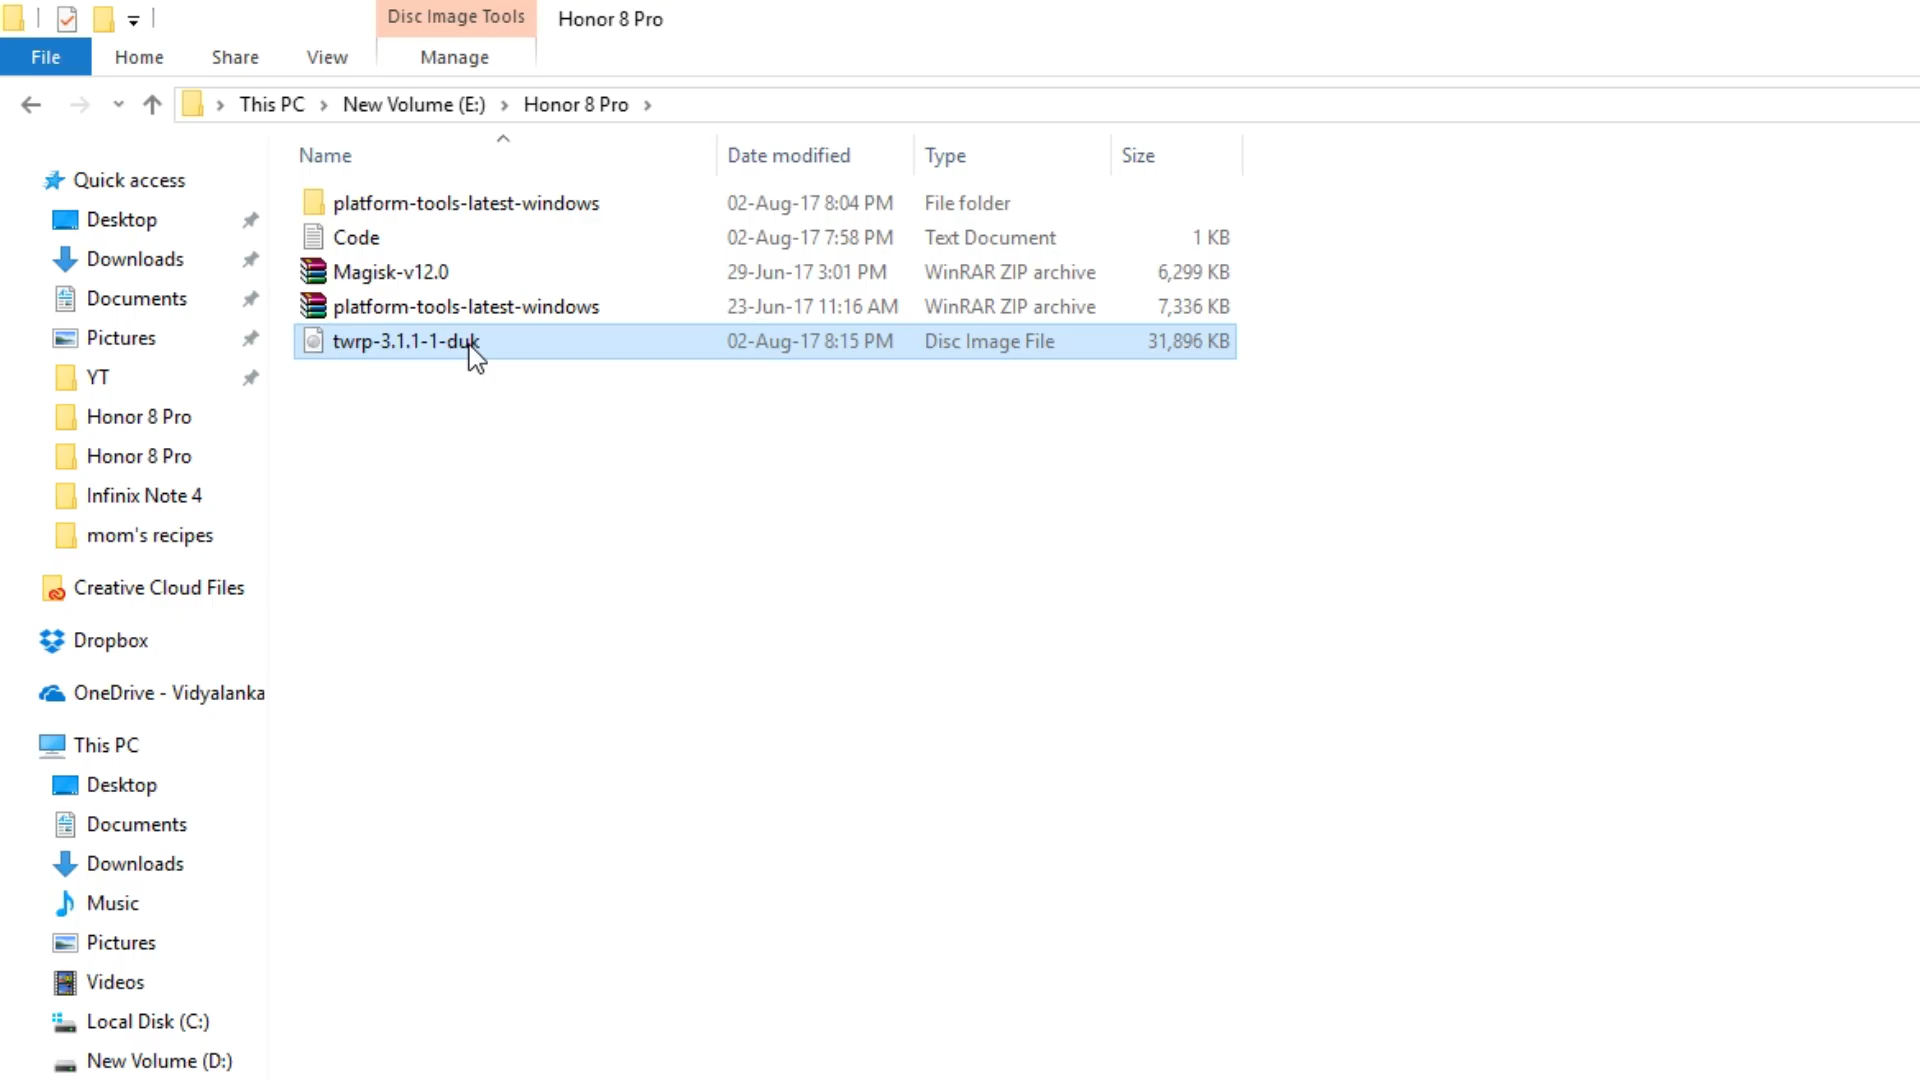 Disc Image Tools
Honor 8 Pro
File
Home
Share
View
Manage
This PC
New Volume (E:)
Honor 8 Pro
Name
Date modified
Type
Size
platform-tools-latest-windows
02-Aug-17 8:04 PM
File folder
Code
02-Aug-17 7:58 PM
Text Document
1 KB
Magisk-v12.0
29-Jun-17 3:01 PM
WinRAR ZIP archive
6,299 KB
platform-tools-latest-windows
23-Jun-17 11:16 AM
WinRAR ZIP archive
7,336 KB
twrp-3.1.1-1-duk
02-Aug-17 8:15 PM
Disc Image File
31,896 KB
Quick access
Desktop
Downloads
Documents
Pictures
YT
Honor 8 Pro
Honor 8 Pro
Infinix Note 4
mom's recipes
Creative Cloud Files
Dropbox
OneDrive - Vidyalanka
This PC
Desktop
Documents
Downloads
Music
Pictures
Videos
Local Disk (C:)
New Volume (D:)